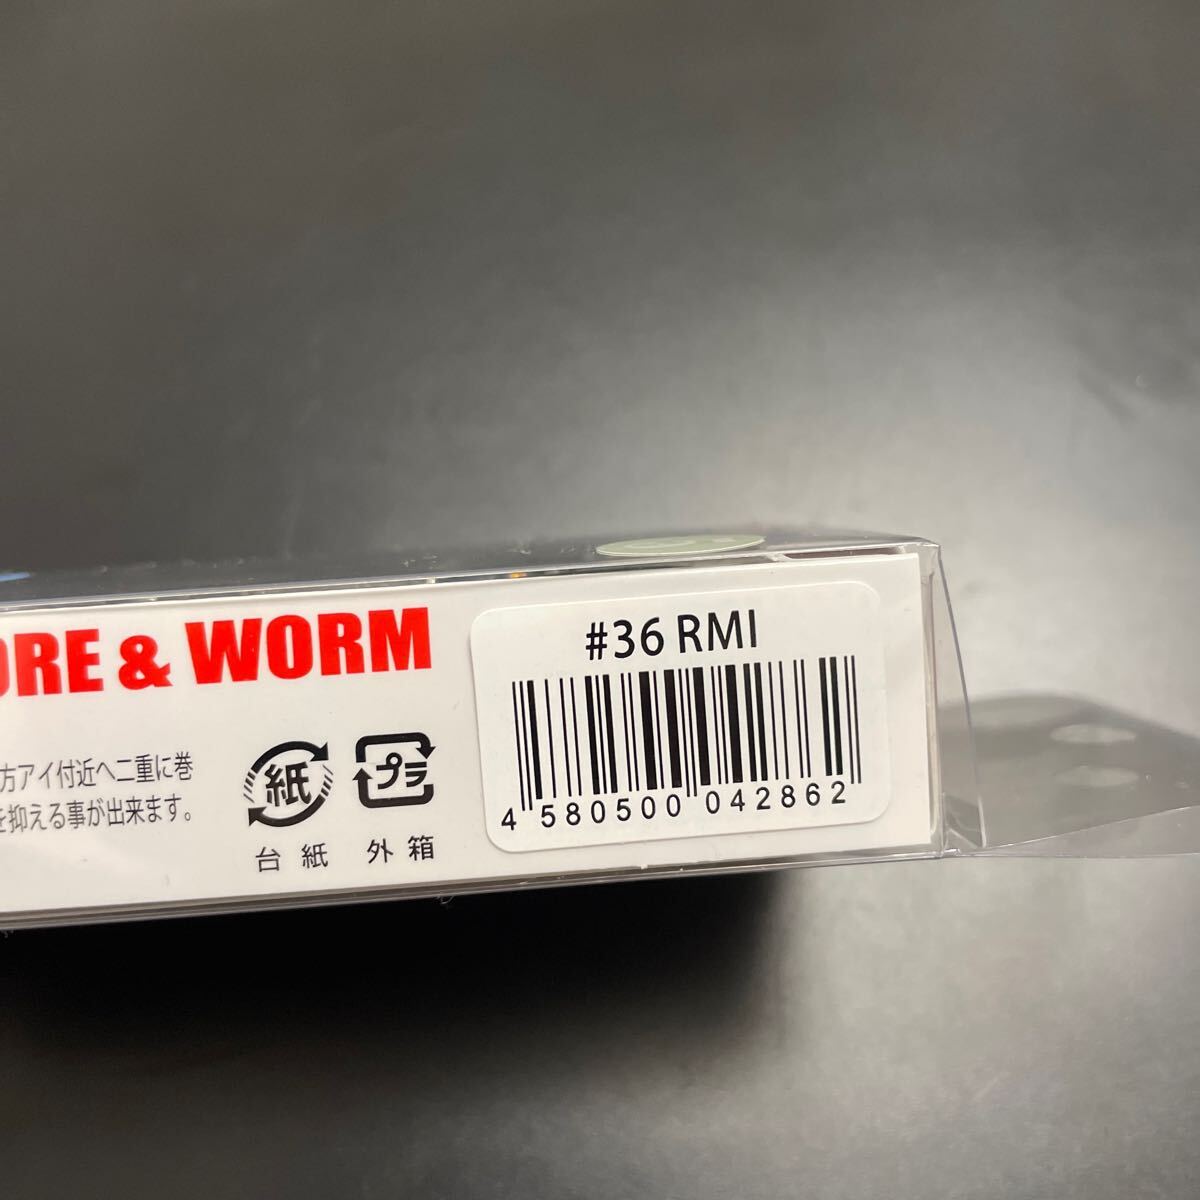 ORE & WORM
方アイ付近へ二重に巻
を抑える事が出来ます。
紙
台紙
プラ
外箱
#36 RMI
4 580500 042862